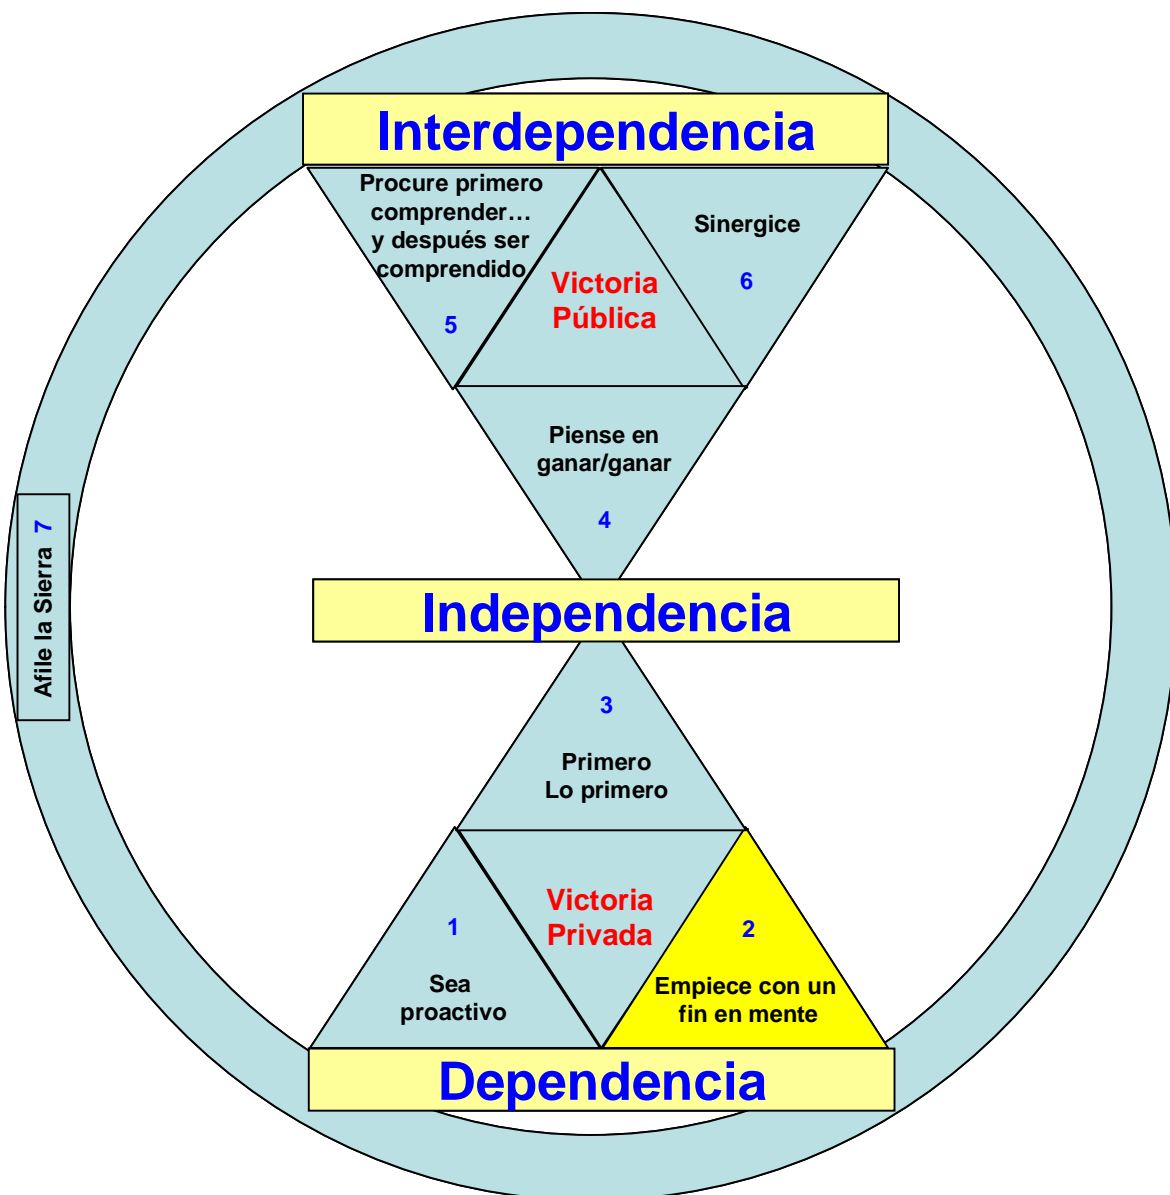 Interdependencia
Procure primero
comprender…
y después ser
comprendido
5
Victoria
Pública
Sinergice
6
Piense en
ganar/ganar
4
Afile la Sierra 7
Independencia
3
Primero
Lo primero
Victoria
Privada
1
Sea
proactivo
2
Empiece con un
fin en mente
Dependencia